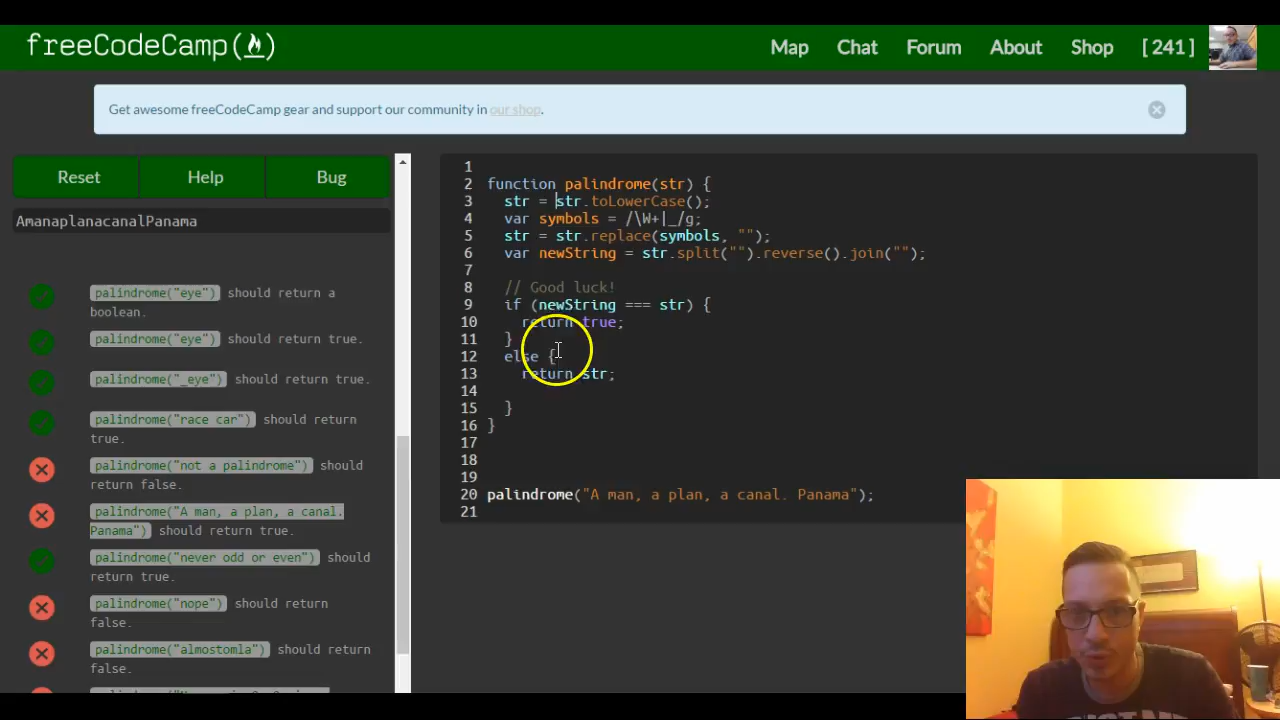 freeCodeCamp(🔥)
Map Chat Forum About Shop [ 241 ]
Get awesome freeCodeCamp gear and support our community in our shop.
Reset Help Bug
AmanaplanacanalPanama
palindrome("eye") should return a
boolean.
palindrome("eye") should return true.
palindrome("_eye") should return true.
palindrome("race car") should return
true.
palindrome("not a palindrome") should
return false.
palindrome("A man, a plan, a canal.
Panama") should return true.
palindrome("never odd or even") should
return true.
palindrome("nope") should return
false.
palindrome("almostomla") should return
false.
1
2 function palindrome(str) {
3 str = str.toLowerCase();
4 var symbols = /\W+|_/g;
5 str = str.replace(symbols, "");
6 var newString = str.split("").reverse().join("");
7
8 // Good luck!
9 if (newString === str) {
10 return true;
11 }
12 else {
13 return str;
14
15 }
16 }
17
18
19
20 palindrome("A man, a plan, a canal. Panama");
21